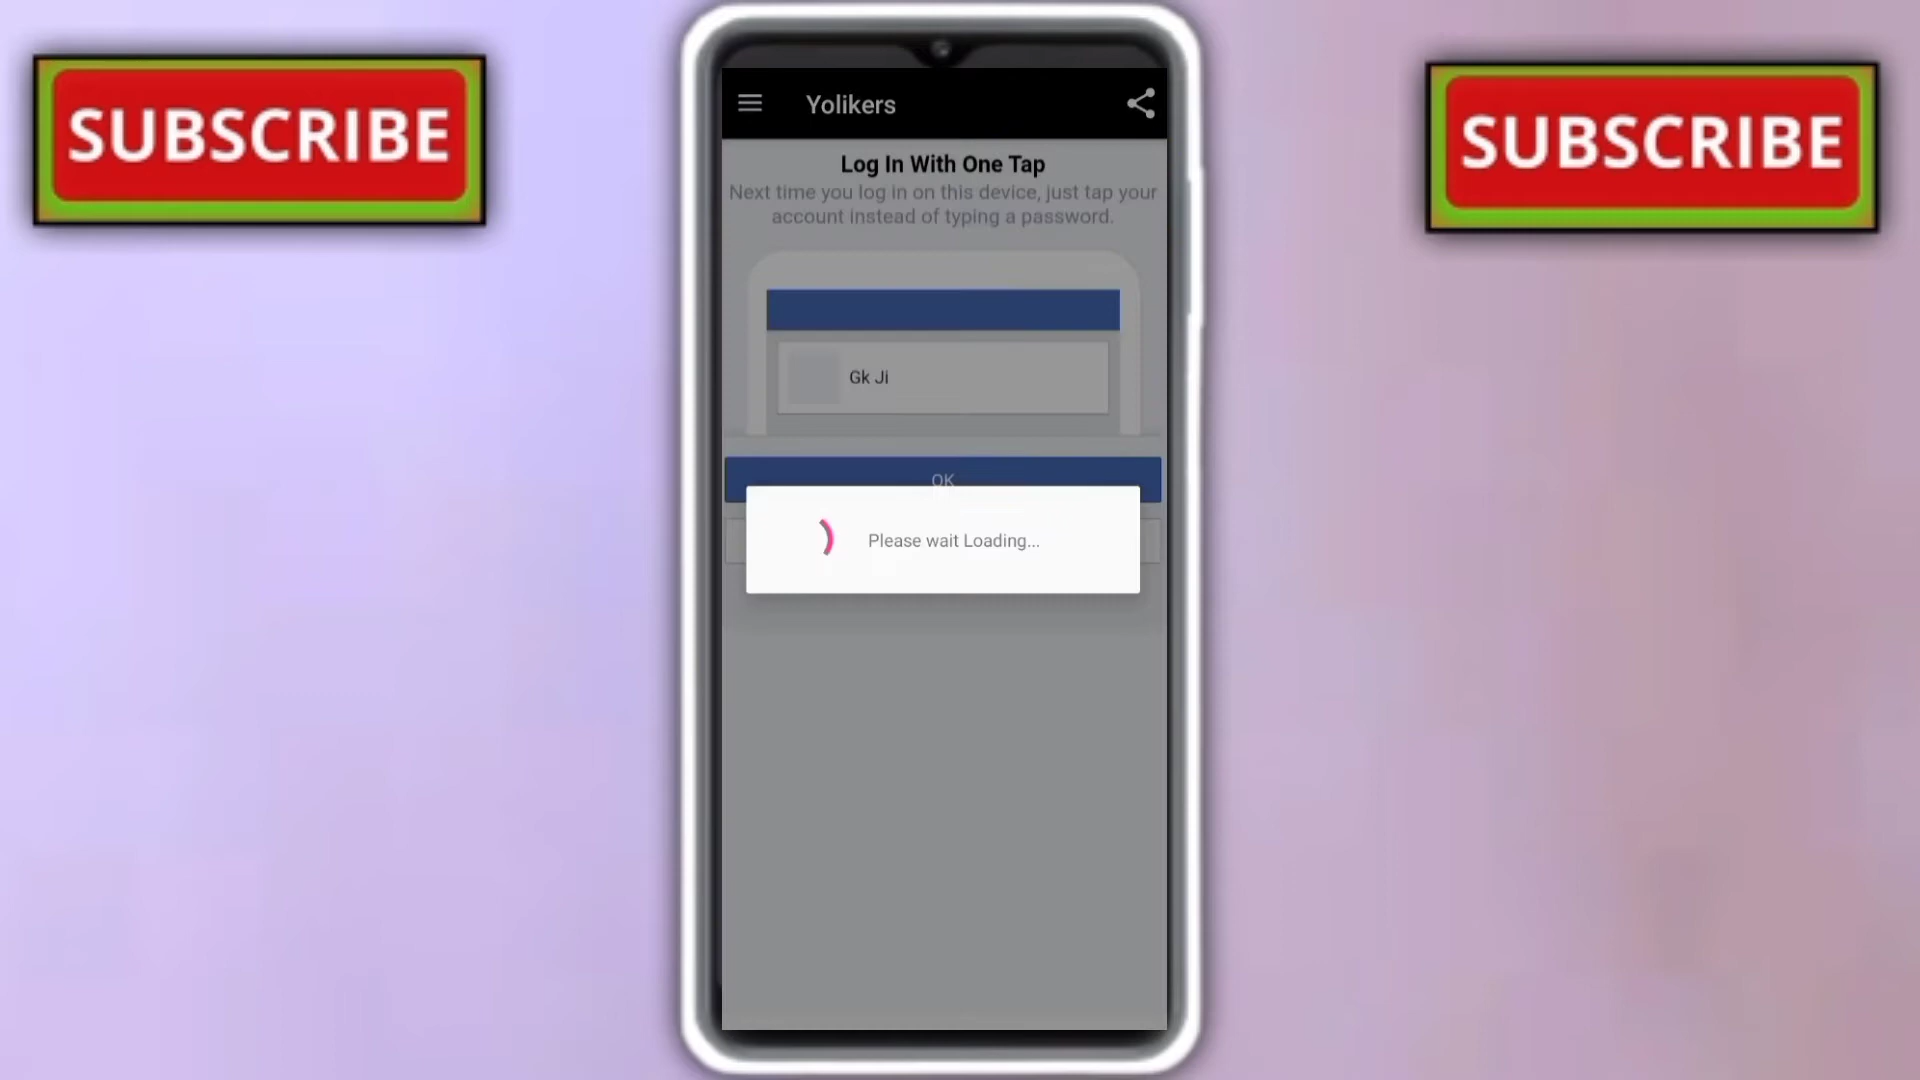 SUBSCRIBE
SUBSCRIBE
Yolikers
Log In With One Tap
Next time you log in on this device, just tap your
account instead of typing a password.
Gk Ji
OK
Please wait Loading...